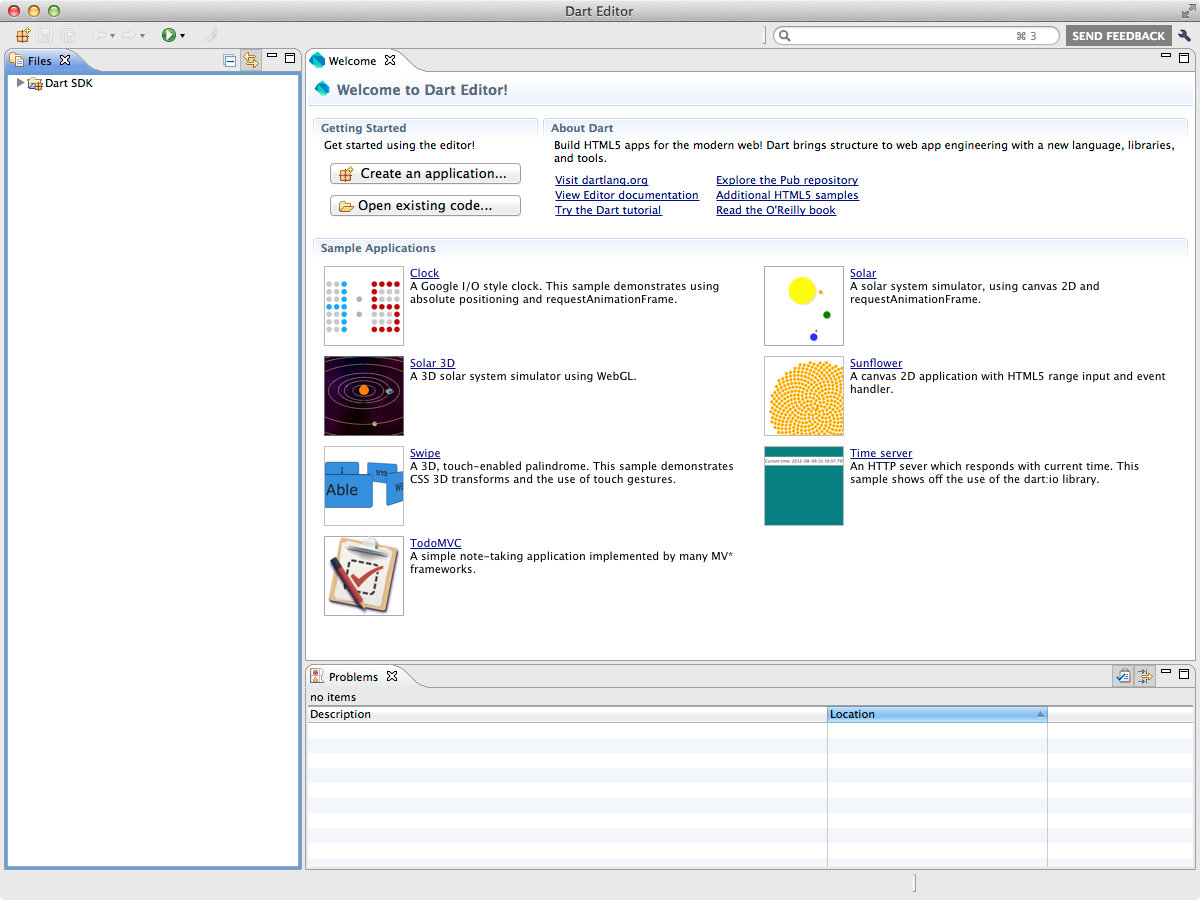 Dart Editor
⌘ 3
SEND FEEDBACK
Files
Dart SDK
Welcome
Welcome to Dart Editor!
Getting Started
Get started using the editor!
Create an application...
Open existing code...
About Dart
Build HTML5 apps for the modern web! Dart brings structure to web app engineering with a new language, libraries,
and tools.
Visit dartlang.org
Explore the Pub repository
View Editor documentation
Additional HTML5 samples
Try the Dart tutorial
Read the O'Reilly book
Sample Applications
Clock
A Google I/O style clock. This sample demonstrates using
absolute positioning and requestAnimationFrame.
Solar
A solar system simulator, using canvas 2D and
requestAnimationFrame.
Solar 3D
A 3D solar system simulator using WebGL.
Sunflower
A canvas 2D application with HTML5 range input and event
handler.
I
Able
Swipe
A 3D, touch-enabled palindrome. This sample demonstrates
CSS 3D transforms and the use of touch gestures.
Time server
An HTTP sever which responds with current time. This
sample shows off the use of the dart:io library.
TodoMVC
A simple note-taking application implemented by many MV*
frameworks.
Problems
no items
Description
Location